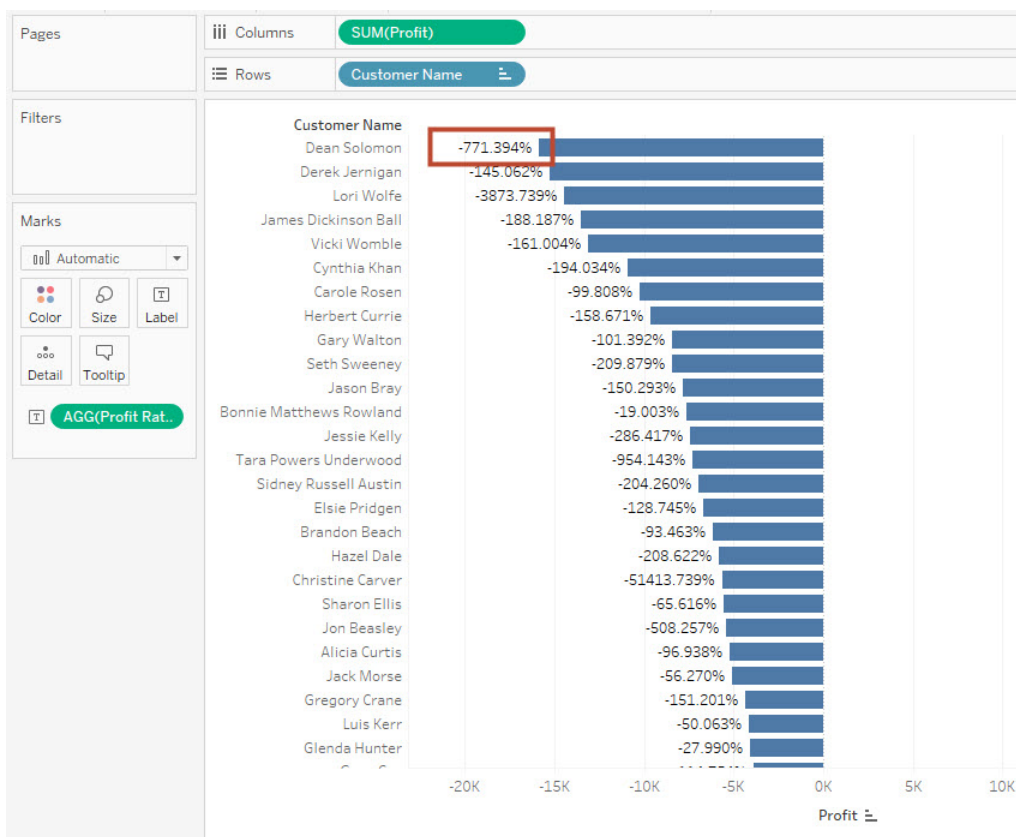 Pages
Columns
SUM(Profit)
Rows
Customer Name
Filters
Marks
Automatic
Color
Size
Label
Detail
Tooltip
AGG(Profit Rat..
Customer Name
Dean Solomon -771.394%
Derek Jernigan -145.062%
Lori Wolfe -3873.739%
James Dickinson Ball -188.187%
Vicki Womble -161.004%
Cynthia Khan -194.034%
Carole Rosen -99.808%
Herbert Currie -158.671%
Gary Walton -101.392%
Seth Sweeney -209.879%
Jason Bray -150.293%
Bonnie Matthews Rowland -19.003%
Jessie Kelly -286.417%
Tara Powers Underwood -954.143%
Sidney Russell Austin -204.260%
Elsie Pridgen -128.745%
Brandon Beach -93.463%
Hazel Dale -208.622%
Christine Carver -51413.739%
Sharon Ellis -65.616%
Jon Beasley -508.257%
Alicia Curtis -96.938%
Jack Morse -56.270%
Gregory Crane -151.201%
Luis Kerr -50.063%
Glenda Hunter -27.990%
-20K -15K -10K -5K 0K 5K 10K
Profit